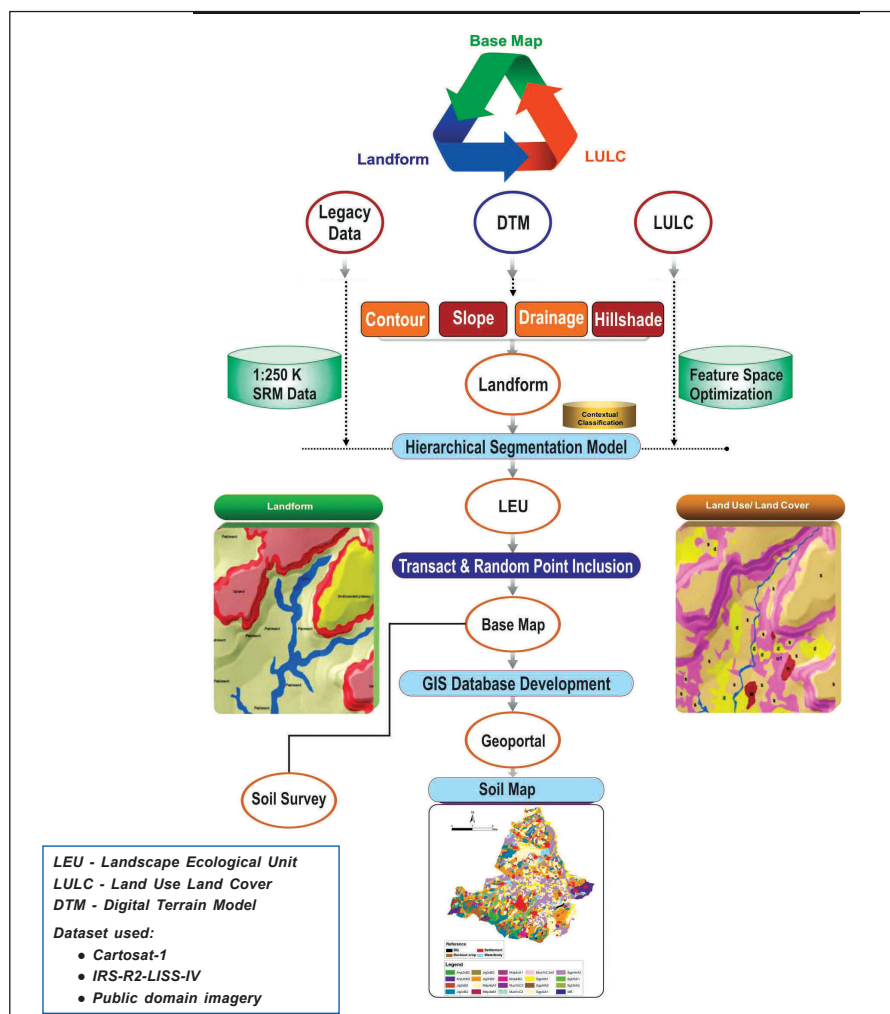 Base Map
Landform
LULC
Legacy
Data
DTM
LULC
Contour
Slope
Drainage
Hillshade
1:250 K
SRM Data
Landform
Feature Space
Optimization
Contextual
Classification
Hierarchical Segmentation Model
Landform
LEU
Land Use/ Land Cover
Transact & Random Point Inclusion
Base Map
GIS Database Development
Geoportal
Soil Survey
Soil Map
LEU - Landscape Ecological Unit
LULC - Land Use Land Cover
DTM - Digital Terrain Model
Dataset used:
● Cartosat-1
● IRS-R2-LISS-IV
● Public domain imagery
Reference
Settlement
Waterbody
Legend